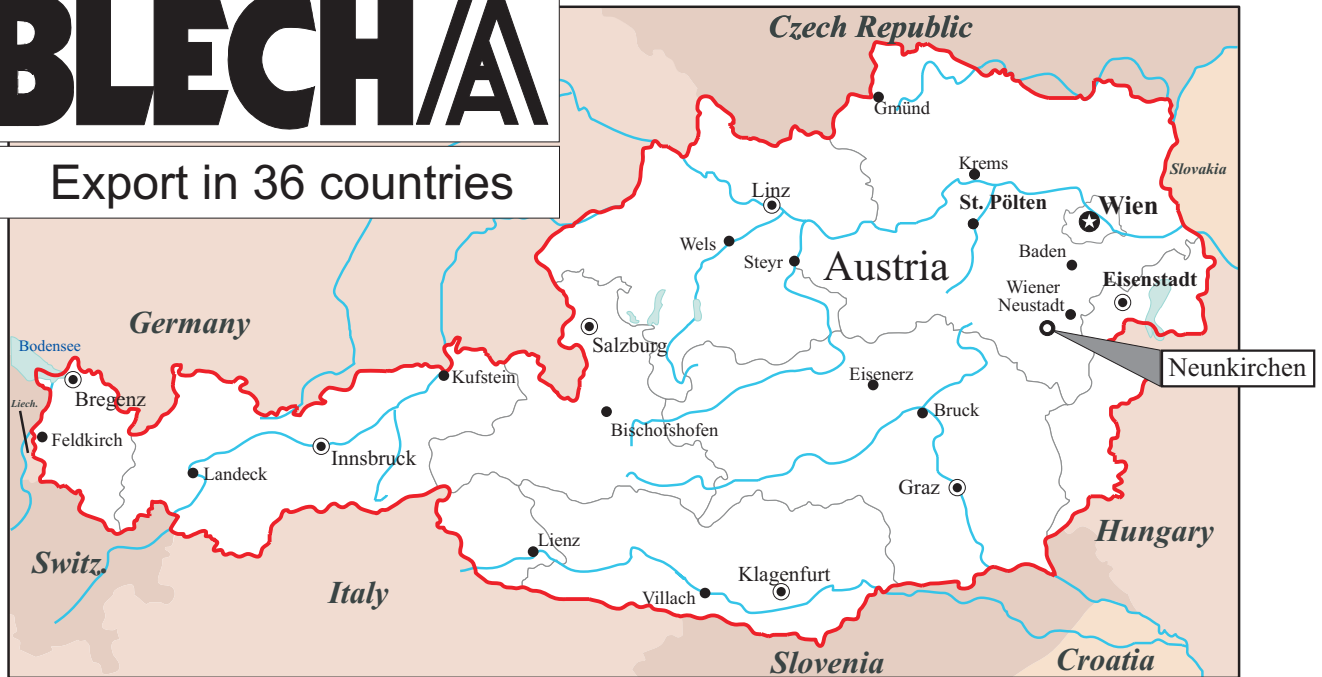 BLECHA
Export in 36 countries
Czech Republic
Gmünd
Slovakia
Krems
Linz
St. Pölten
Wien
Wels
Steyr
Austria
Baden
Eisenstadt
Wiener
Neustadt
Germany
Bodensee
Salzburg
Neunkirchen
Kufstein
Eisenerz
Bregenz
Liech.
Bruck
Bischofshofen
Feldkirch
Innsbruck
Landeck
Graz
Hungary
Lienz
Switz.
Italy
Klagenfurt
Villach
Slovenia
Croatia